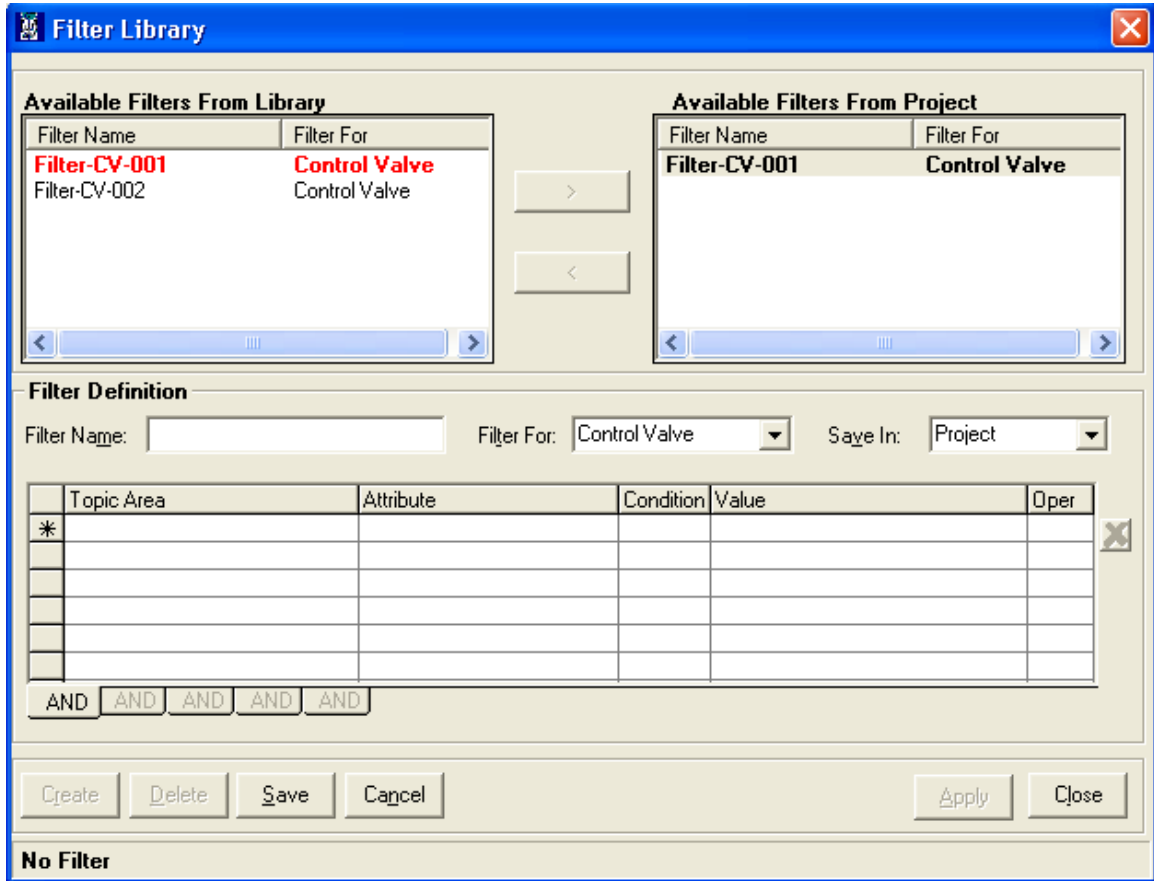 Filter Library
Available Filters From Library
Available Filters From Project
Filter Name Filter For
Filter-CV-001 Control Valve
Filter-CV-002 Control Valve
>
<
Filter Name Filter For
Filter-CV-001 Control Valve
Filter Definition
Filter Name: Filter For: Control Valve Save In: Project
Topic Area Attribute Condition Value Oper
AND AND AND AND AND
Create Delete Save Cancel Apply Close
No Filter